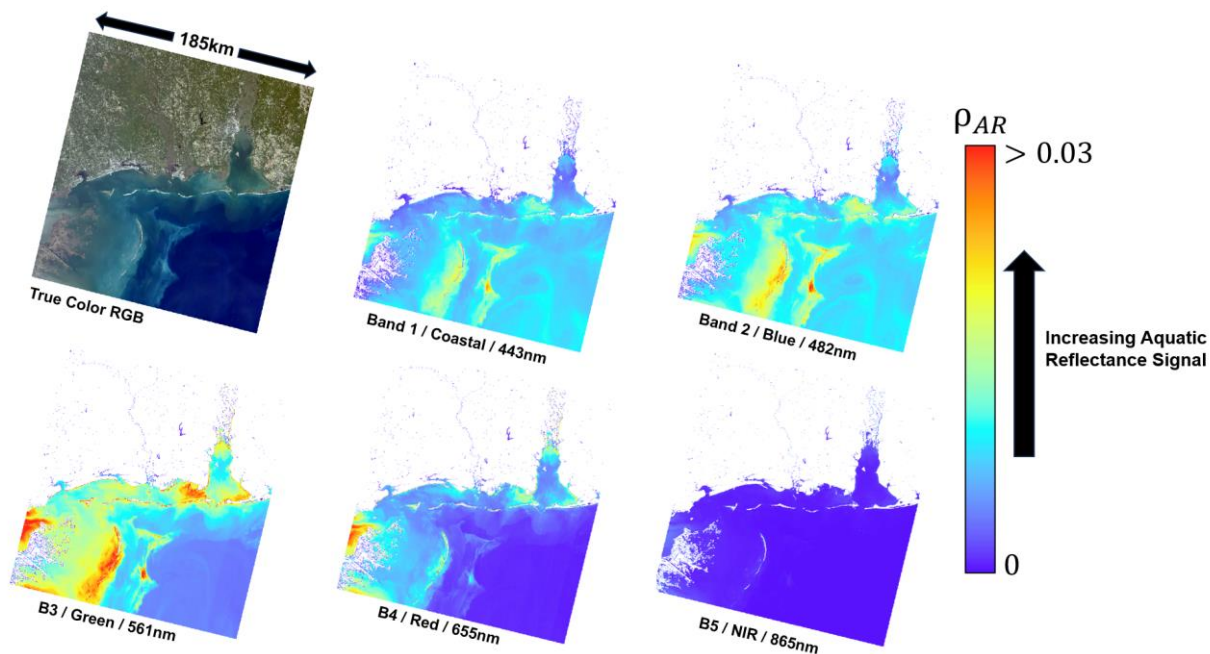 185km
True Color RGB
Band 1 / Coastal / 443nm
Band 2 / Blue / 482nm
ρAR
> 0.03
Increasing Aquatic
Reflectance Signal
0
B3 / Green / 561nm
B4 / Red / 655nm
B5 / NIR / 865nm